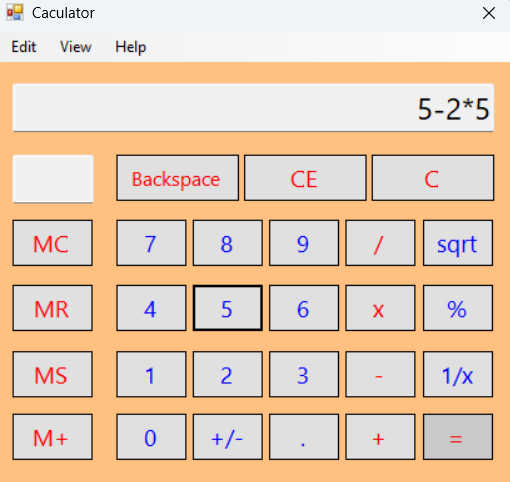 Caculator
Edit View Help
5-2*5
Backspace CE C
MC 7 8 9 / sqrt
MR 4 5 6 x %
MS 1 2 3 - 1/x
M+ 0 +/- . + =